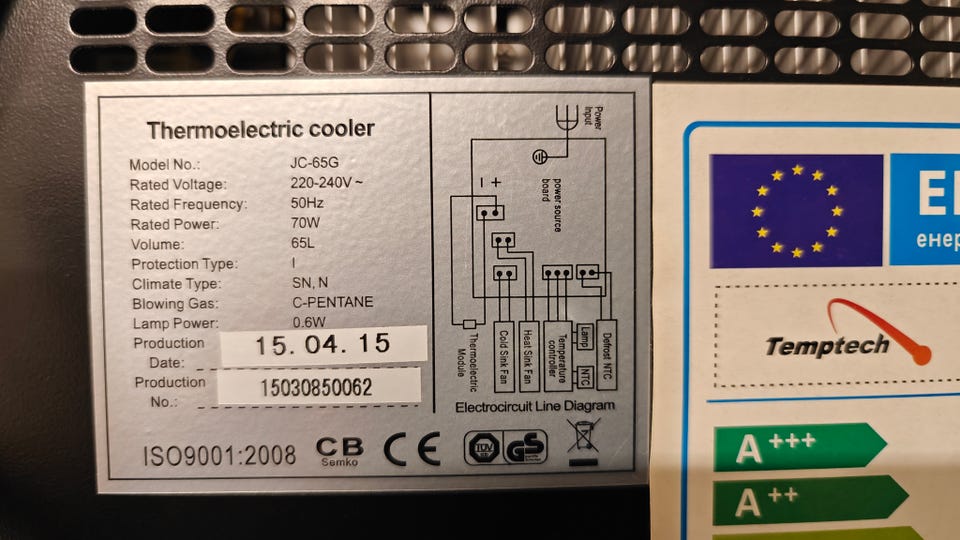 Thermoelectric cooler
Model No.: JC-65G
Rated Voltage: 220-240V~
Rated Frequency: 50Hz
Rated Power: 70W
Volume: 65L
Protection Type: I
Climate Type: SN, N
Blowing Gas: C-PENTANE
Lamp Power: 0.6W
Production Date: 15.04.15
Production No.: 15030850062
ISO9001:2008
CB
Semko
CE
TÜV
GS
Power Input
power source board
− +
Thermoelectric Module
Cold Sink Fan
Heat Sink Fan
Temperature controller
Lamp
NTC
Defrost NTC
Electrocircuit Line Diagram
Temptech
A+++
A++